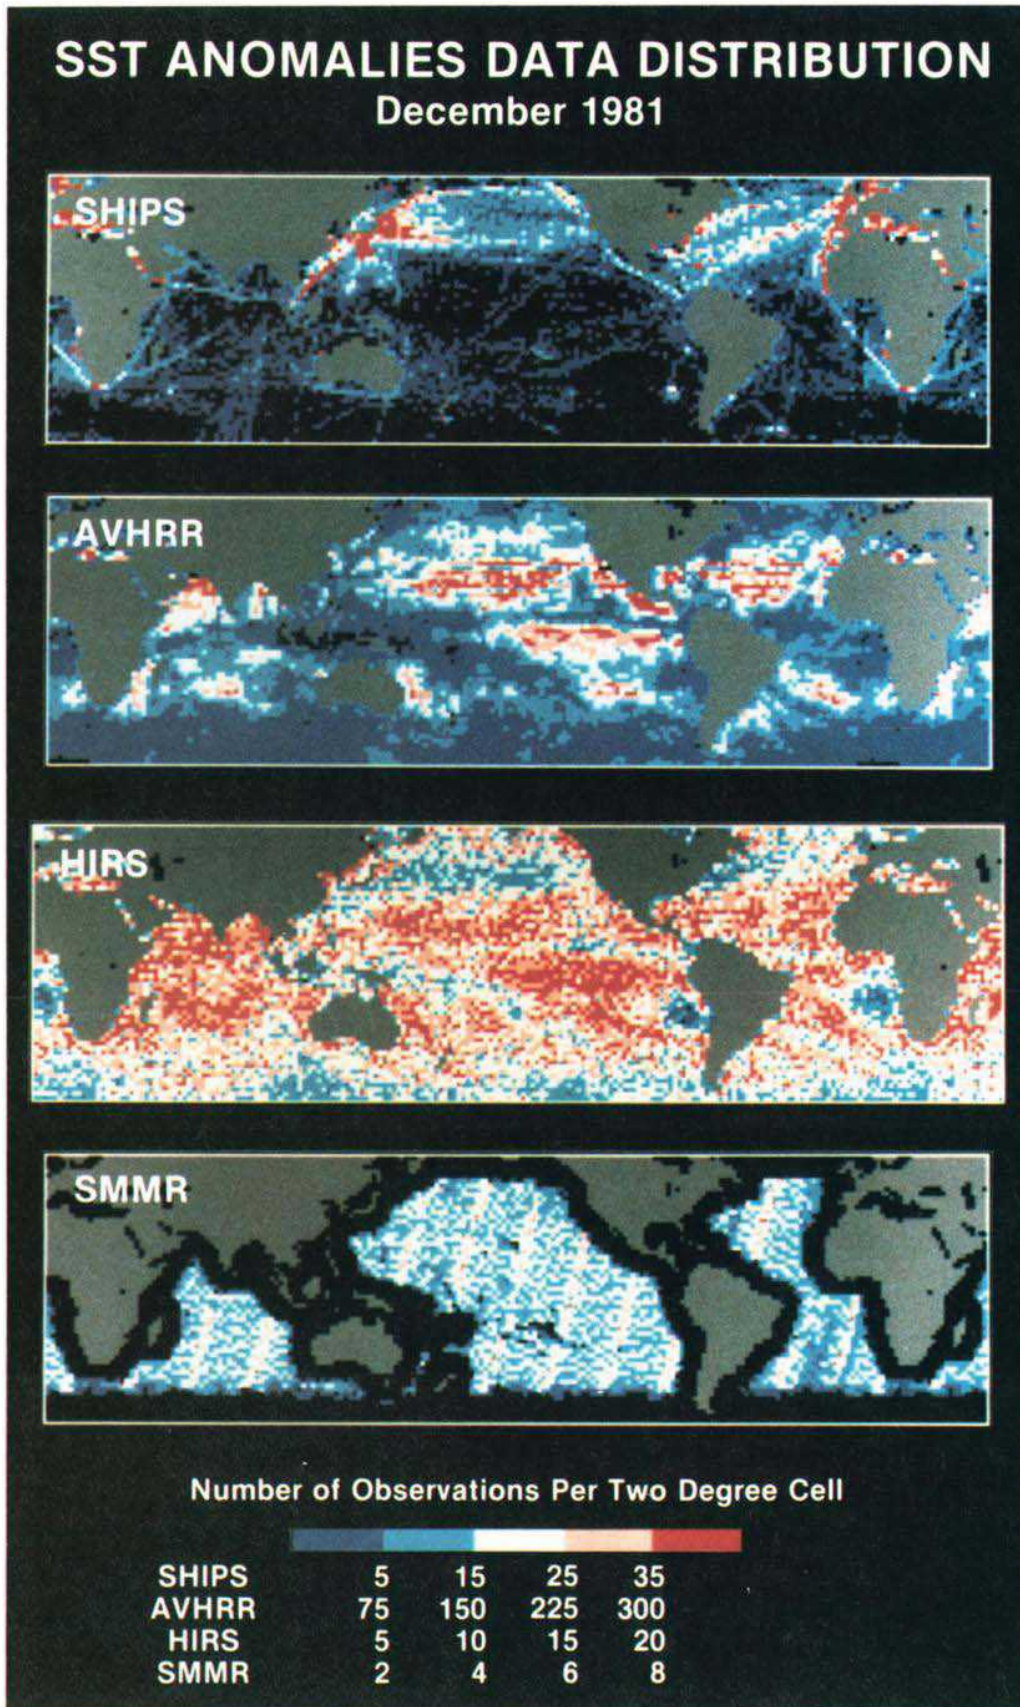 SST ANOMALIES DATA DISTRIBUTION
December 1981
SHIPS
AVHRR
HIRS
SMMR
Number of Observations Per Two Degree Cell
SHIPS 5 15 25 35
AVHRR 75 150 225 300
HIRS 5 10 15 20
SMMR 2 4 6 8